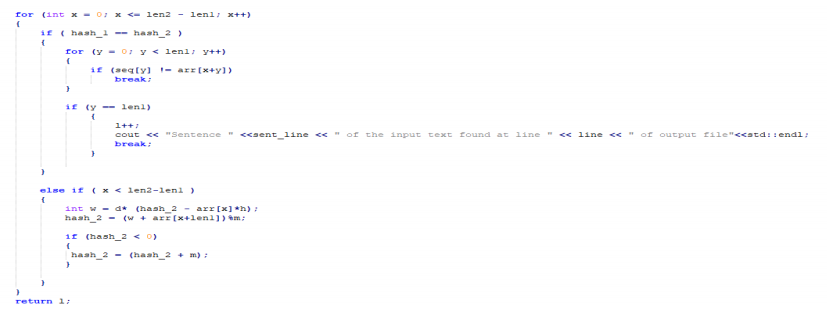 for (int x = 0; x <= len2 - len1; x++)
{
if ( hash_1 == hash_2 )
{
for (y = 0; y < len1; y++)
{
if (seq[y] != arr[x+y])
break;
}
if (y == len1)
{
l++;
cout << "Sentence " <<sent_line << " of the input text found at line " << line << " of output file"<<std::endl;
break;
}
}
else if ( x < len2-len1 )
{
int w = d* (hash_2 - arr[x]*h);
hash_2 = (w + arr[x+len1])%m;
if (hash_2 < 0)
{
hash_2 = (hash_2 + m);
}
}
}
return l;